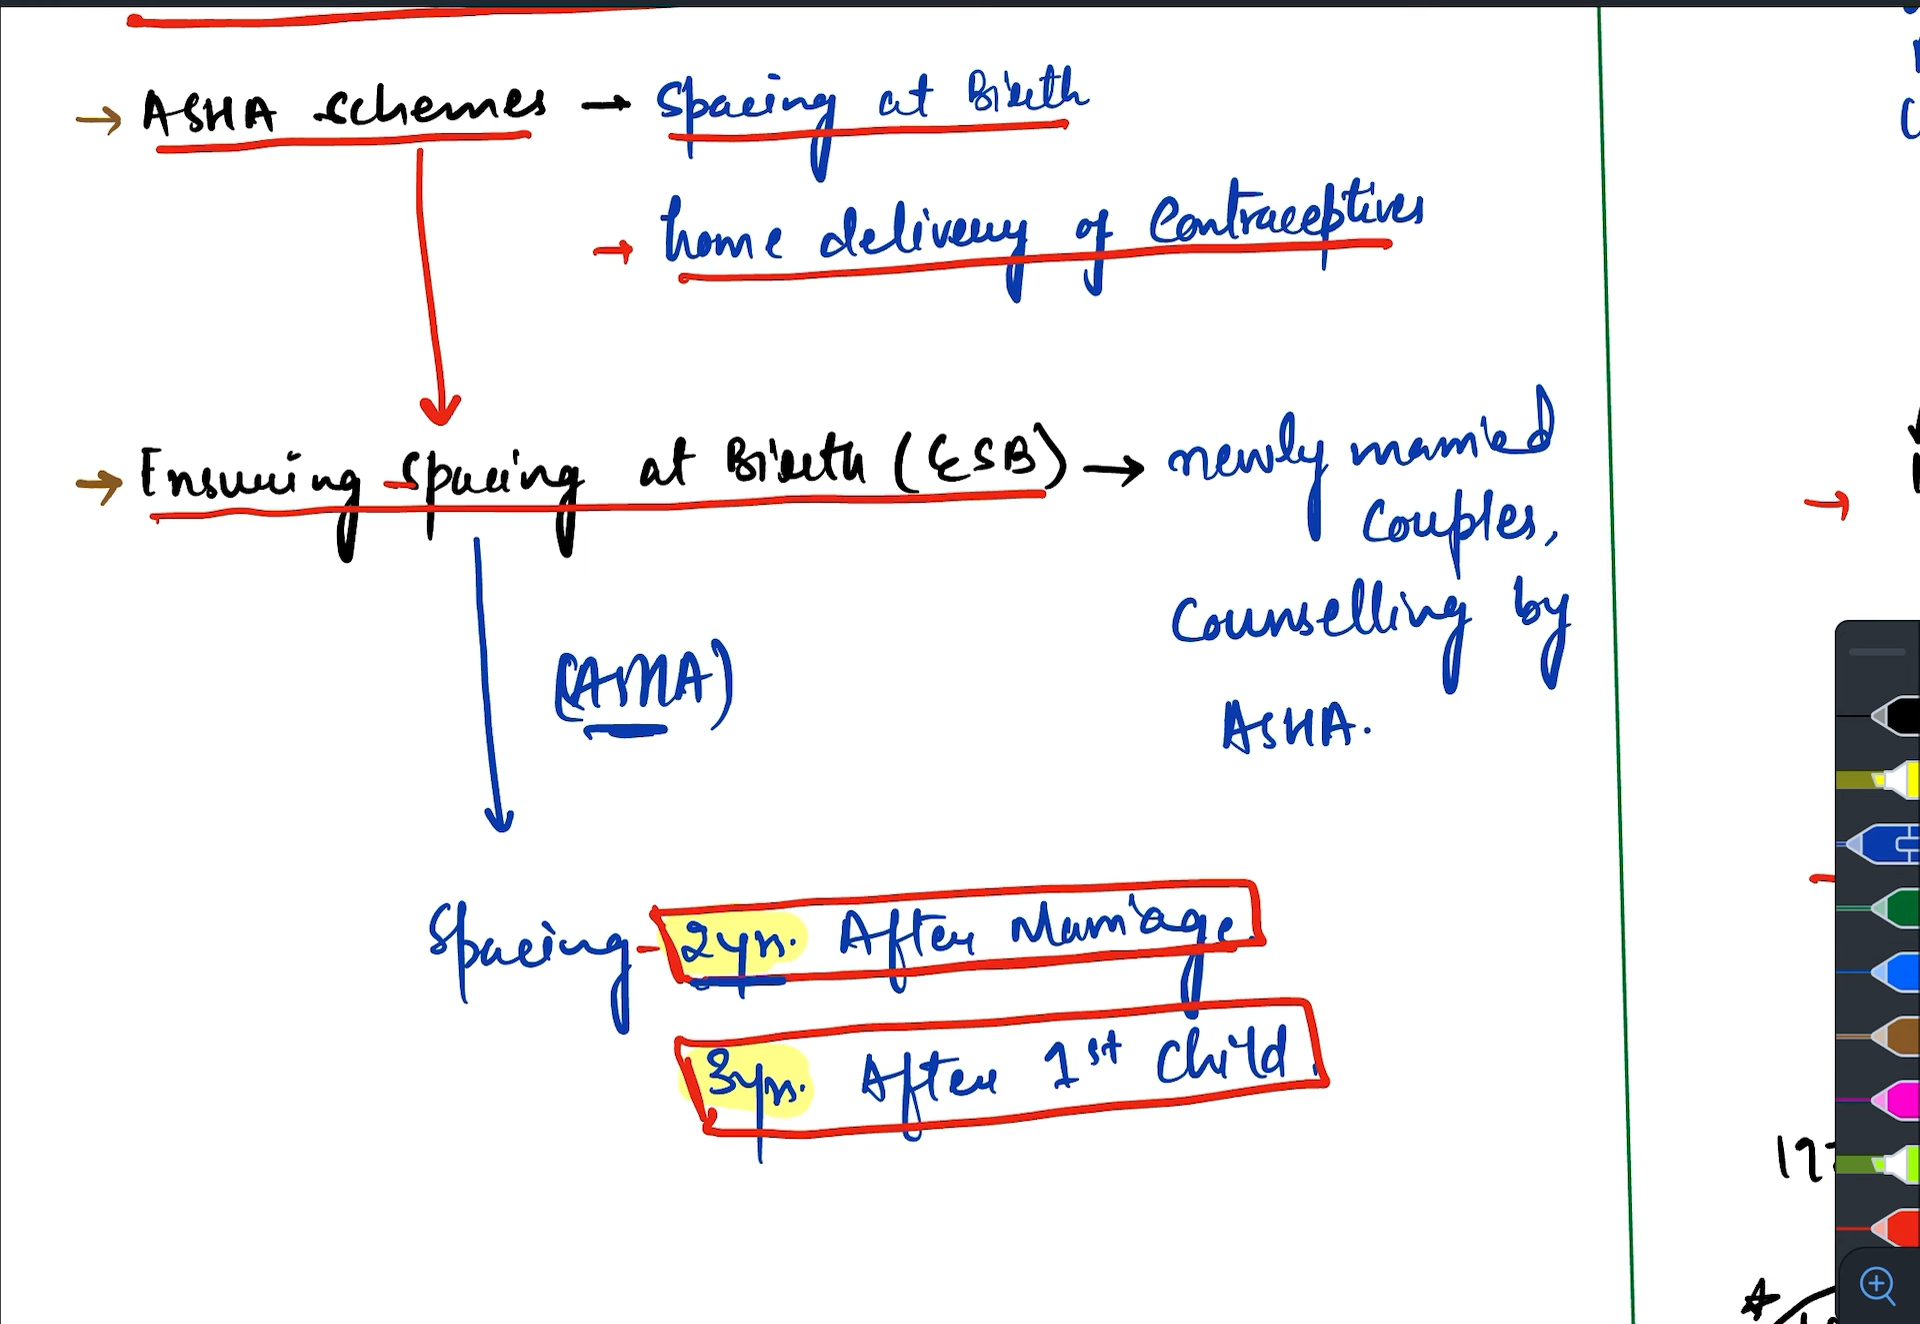 → ASHA schemes → spacing at Birth
→ home delivery of Contraceptives
→ Ensuring spacing at Birth (ESB) → newly married
couples,
counselling by
ASHA.
Spacing - 2yrs. After Marriage.
3yrs. After 1st child.